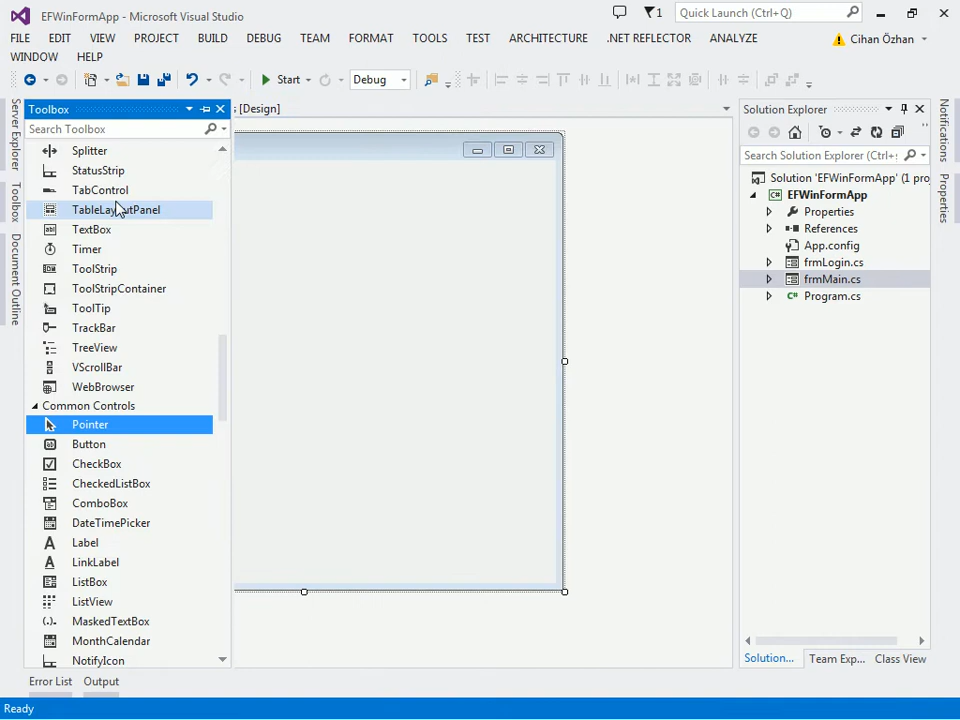 EFWinFormApp - Microsoft Visual Studio
1
Quick Launch (Ctrl+Q)
FILE EDIT VIEW PROJECT BUILD DEBUG TEAM FORMAT TOOLS TEST ARCHITECTURE .NET REFLECTOR ANALYZE
Cihan Özhan
WINDOW HELP
Start Debug
Server Explorer
Toolbox
Document Outline
Toolbox
Search Toolbox
Splitter
StatusStrip
TabControl
TableLayoutPanel
TextBox
Timer
ToolStrip
ToolStripContainer
ToolTip
TrackBar
TreeView
VScrollBar
WebBrowser
Common Controls
Pointer
Button
CheckBox
CheckedListBox
ComboBox
DateTimePicker
Label
LinkLabel
ListBox
ListView
MaskedTextBox
MonthCalendar
NotifyIcon
[Design]
Solution Explorer
Search Solution Explorer (Ctrl+
Solution 'EFWinFormApp' (1 proj
EFWinFormApp
Properties
References
App.config
frmLogin.cs
frmMain.cs
Program.cs
Solution... Team Exp... Class View
Notifications
Properties
Error List Output
Ready